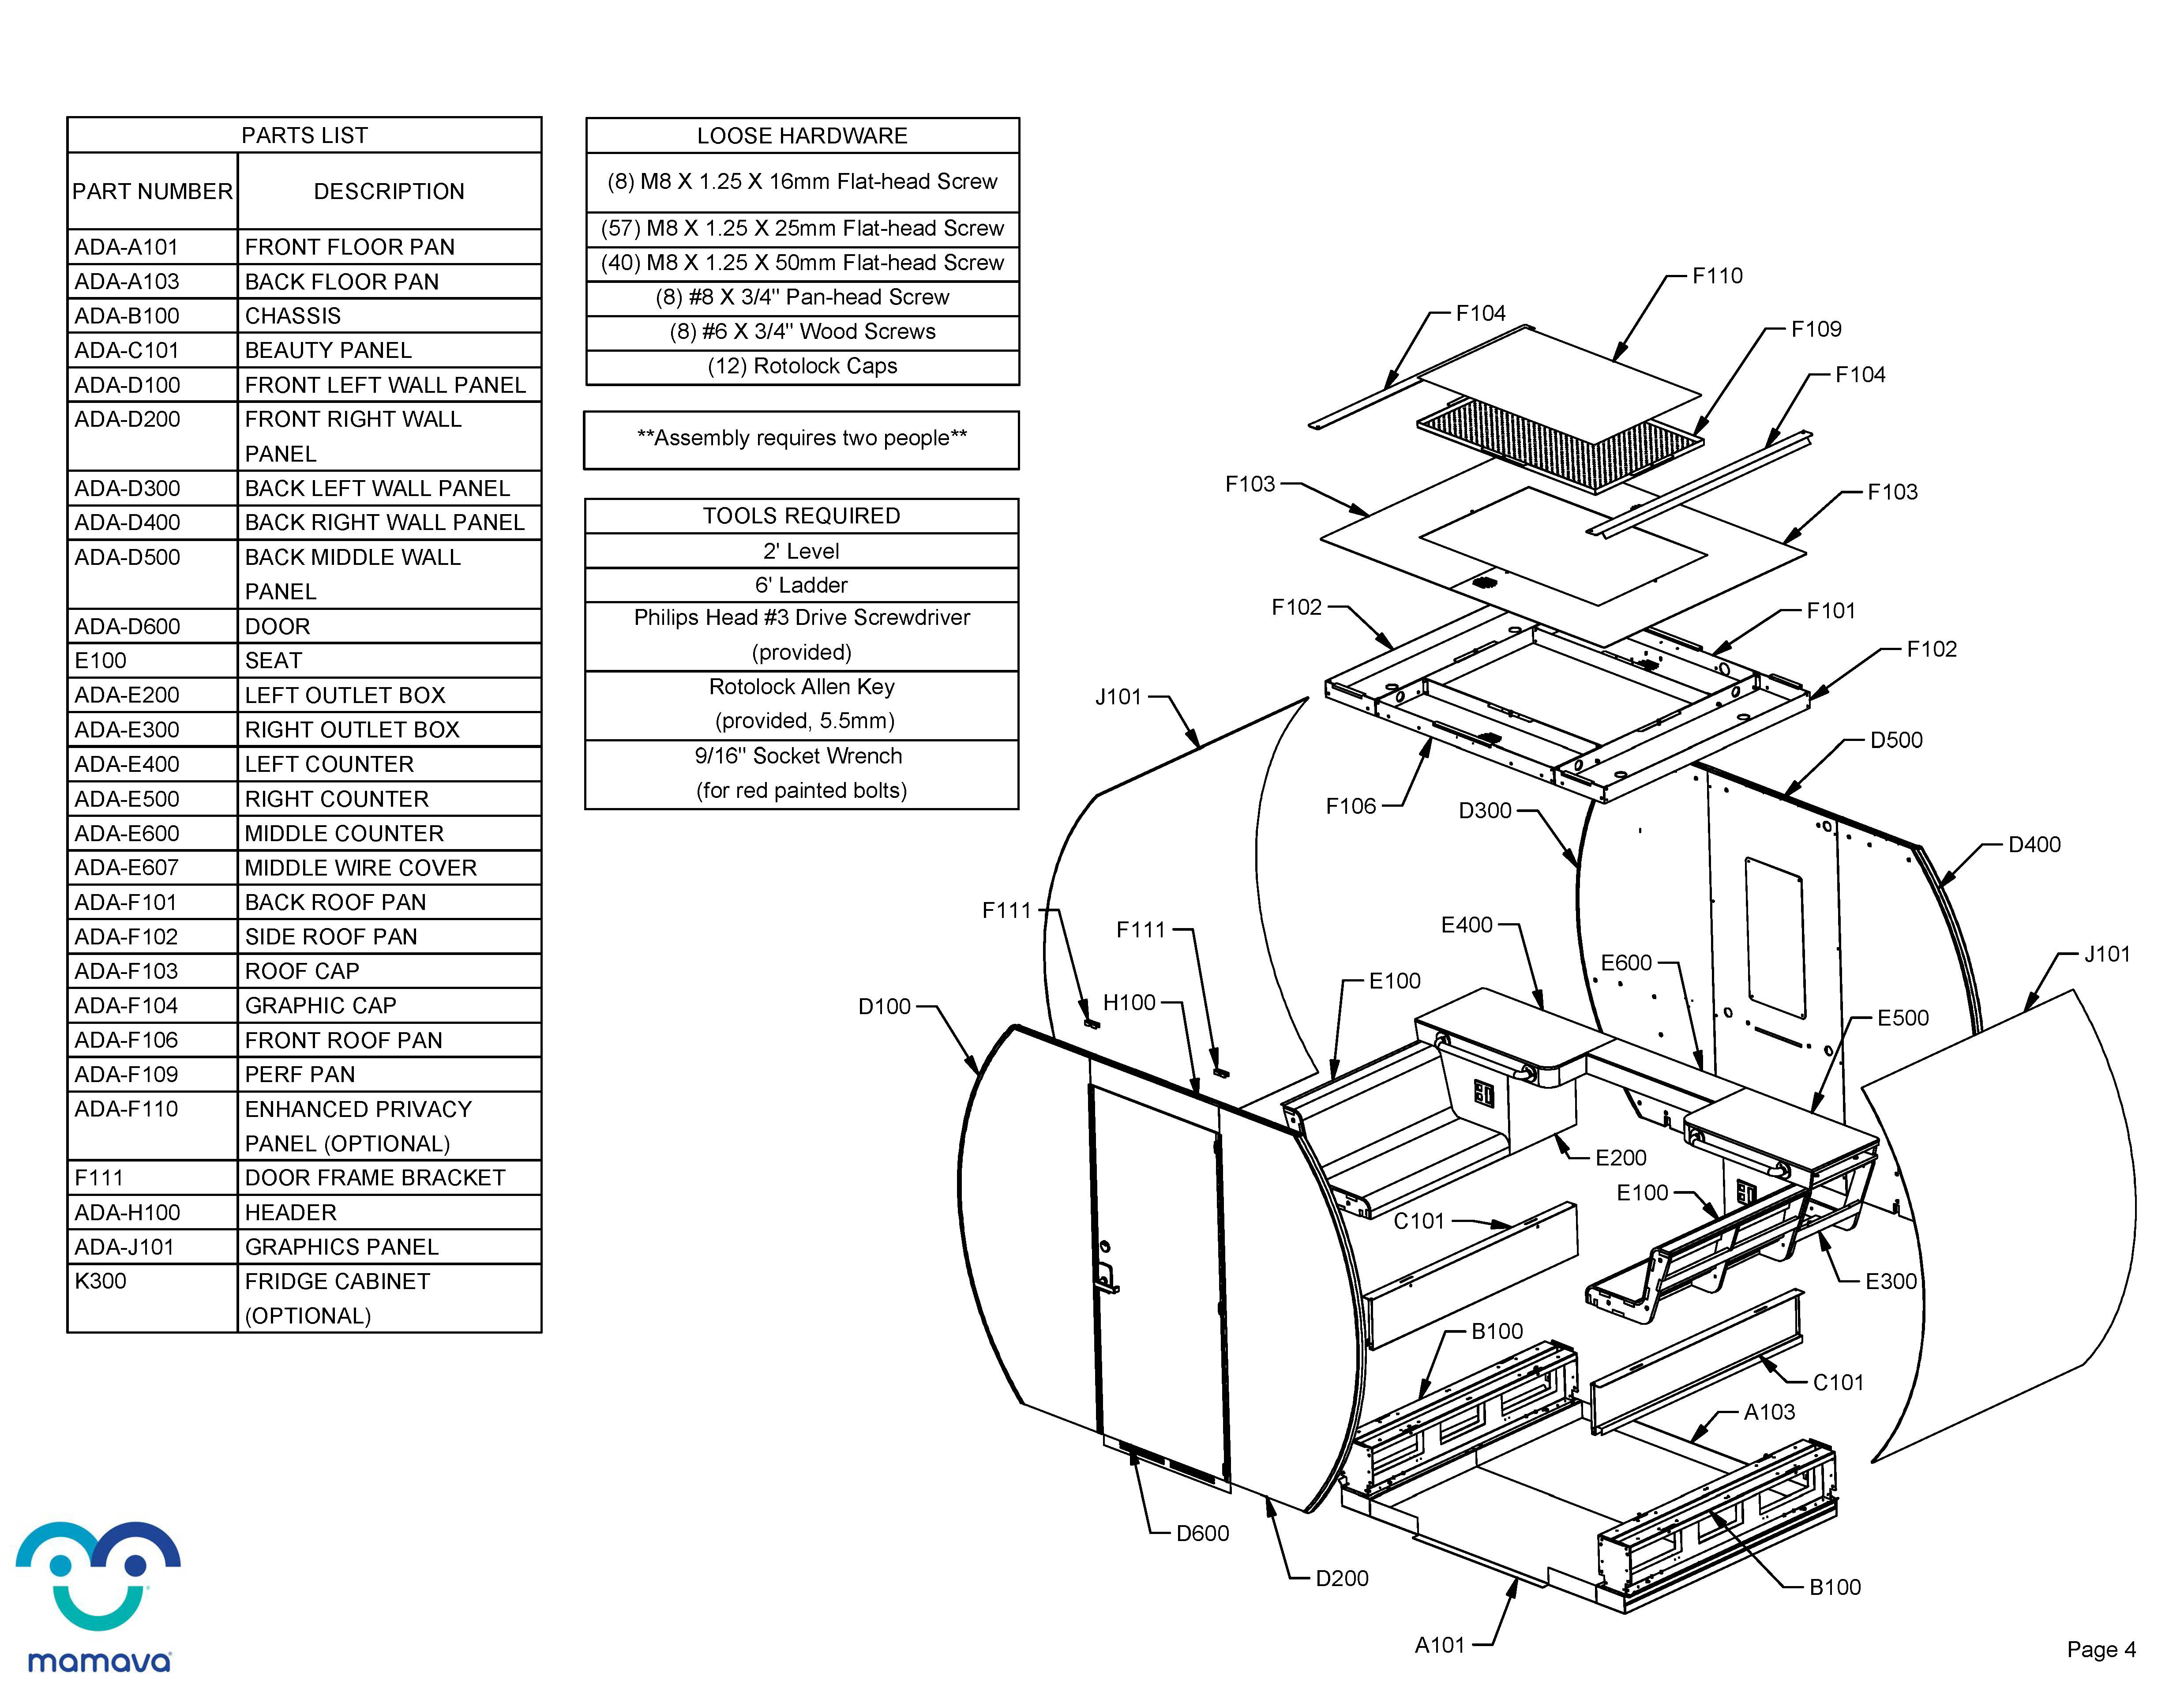 PARTS LIST
PART NUMBER DESCRIPTION
ADA-A101 FRONT FLOOR PAN
ADA-A103 BACK FLOOR PAN
ADA-B100 CHASSIS
ADA-C101 BEAUTY PANEL
ADA-D100 FRONT LEFT WALL PANEL
ADA-D200 FRONT RIGHT WALL
PANEL
ADA-D300 BACK LEFT WALL PANEL
ADA-D400 BACK RIGHT WALL PANEL
ADA-D500 BACK MIDDLE WALL
PANEL
ADA-D600 DOOR
E100 SEAT
ADA-E200 LEFT OUTLET BOX
ADA-E300 RIGHT OUTLET BOX
ADA-E400 LEFT COUNTER
ADA-E500 RIGHT COUNTER
ADA-E600 MIDDLE COUNTER
ADA-E607 MIDDLE WIRE COVER
ADA-F101 BACK ROOF PAN
ADA-F102 SIDE ROOF PAN
ADA-F103 ROOF CAP
ADA-F104 GRAPHIC CAP
ADA-F106 FRONT ROOF PAN
ADA-F109 PERF PAN
ADA-F110 ENHANCED PRIVACY
PANEL (OPTIONAL)
F111 DOOR FRAME BRACKET
ADA-H100 HEADER
ADA-J101 GRAPHICS PANEL
K300 FRIDGE CABINET
(OPTIONAL)
LOOSE HARDWARE
(8) M8 X 1.25 X 16mm Flat-head Screw
(57) M8 X 1.25 X 25mm Flat-head Screw
(40) M8 X 1.25 X 50mm Flat-head Screw
(8) #8 X 3/4" Pan-head Screw
(8) #6 X 3/4" Wood Screws
(12) Rotolock Caps
**Assembly requires two people**
TOOLS REQUIRED
2' Level
6' Ladder
Philips Head #3 Drive Screwdriver
(provided)
Rotolock Allen Key
(provided, 5.5mm)
9/16" Socket Wrench
(for red painted bolts)
F110
F104
F109
F104
F103
F103
F102
F101
F102
J101
D500
F106
D300
D400
F111
F111
E400
E600
J101
E100
H100
D100
E500
E200
E100
C101
E300
B100
C101
A103
D600
D200
B100
A101
mamava
Page 4